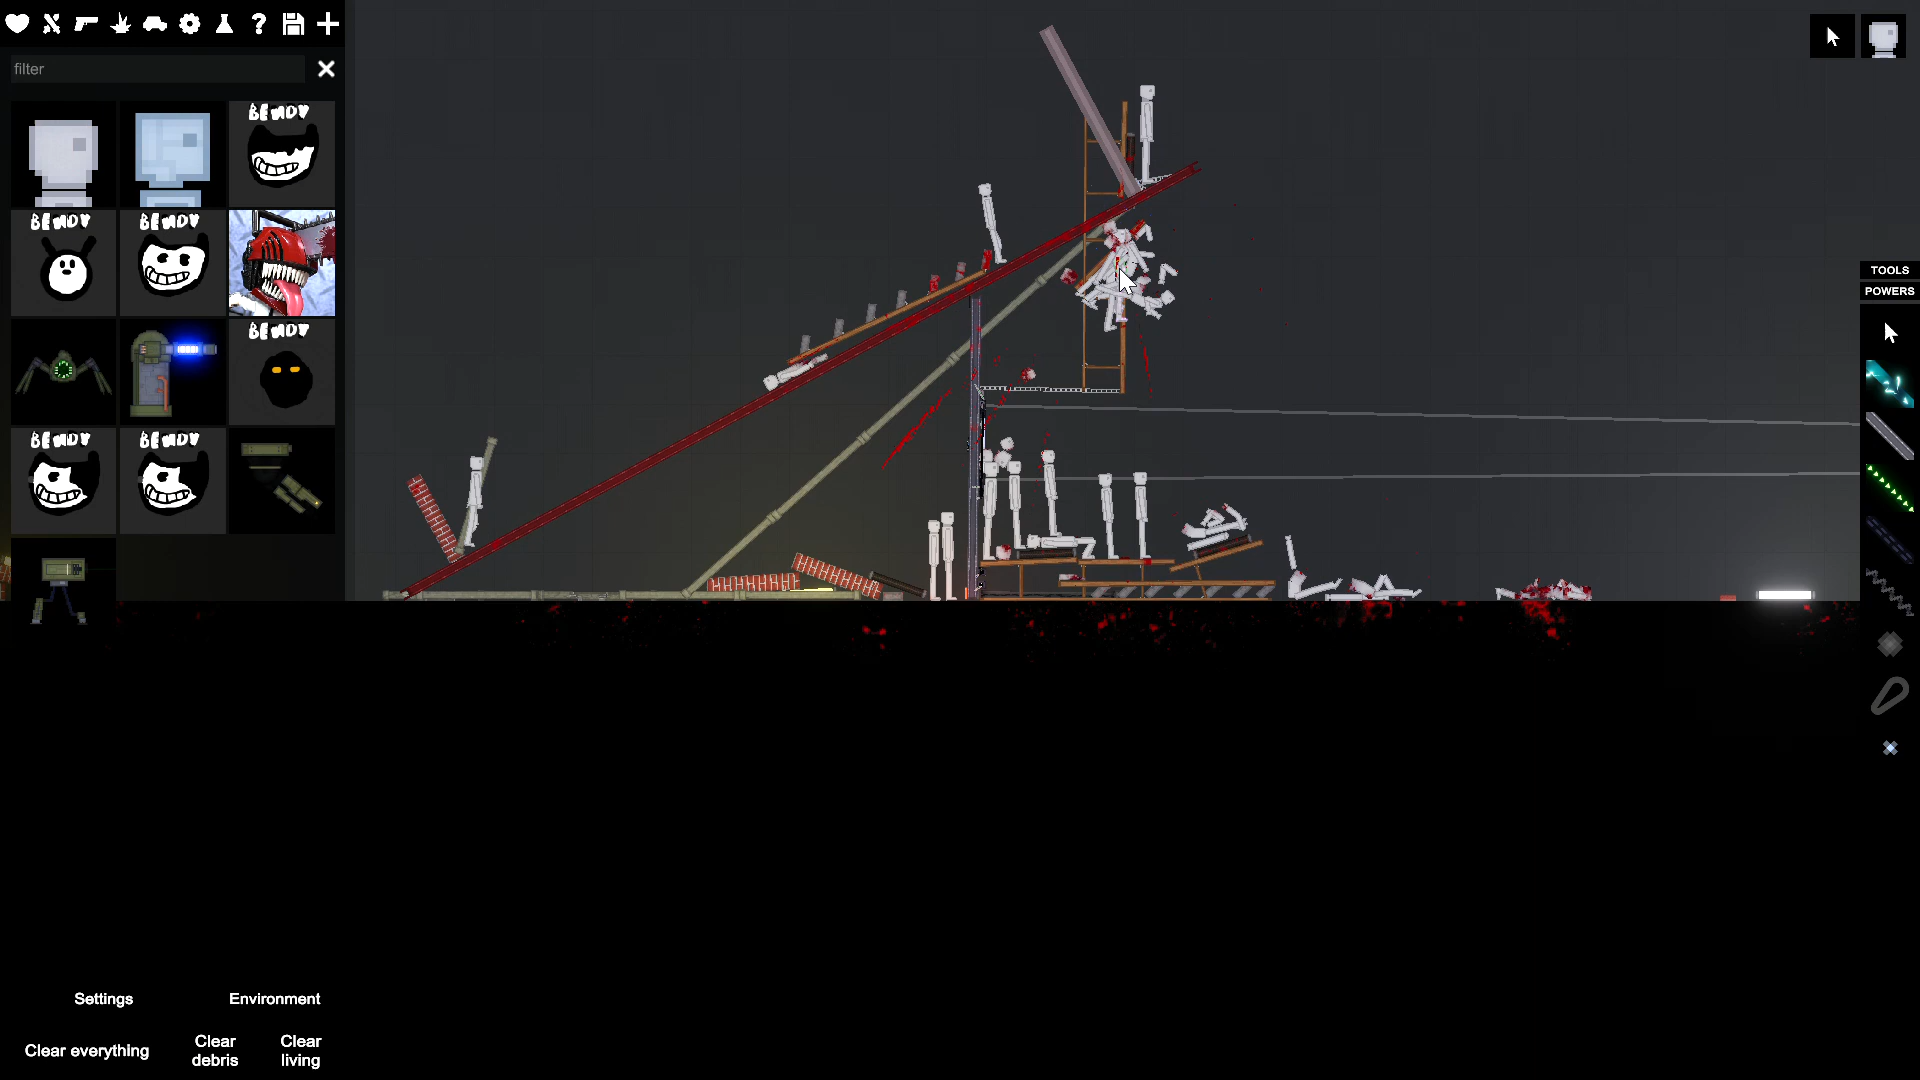 filter
BENDY
BENDY
BENDY
BENDY
BENDY
BENDY
TOOLS
POWERS
Settings
Environment
Clear everything
Clear
debris
Clear
living